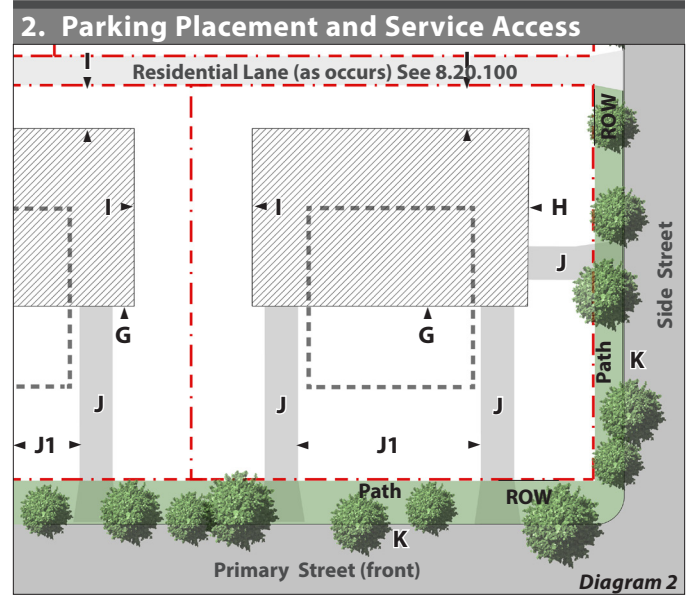 2. Parking Placement and Service Access
I
I
Residential Lane (as occurs) See 8.20.100
ROW
I
I
H
J
Side Street
G
G
Path
K
J
J
J
J1
J1
Path
ROW
K
Primary Street (front)
Diagram 2